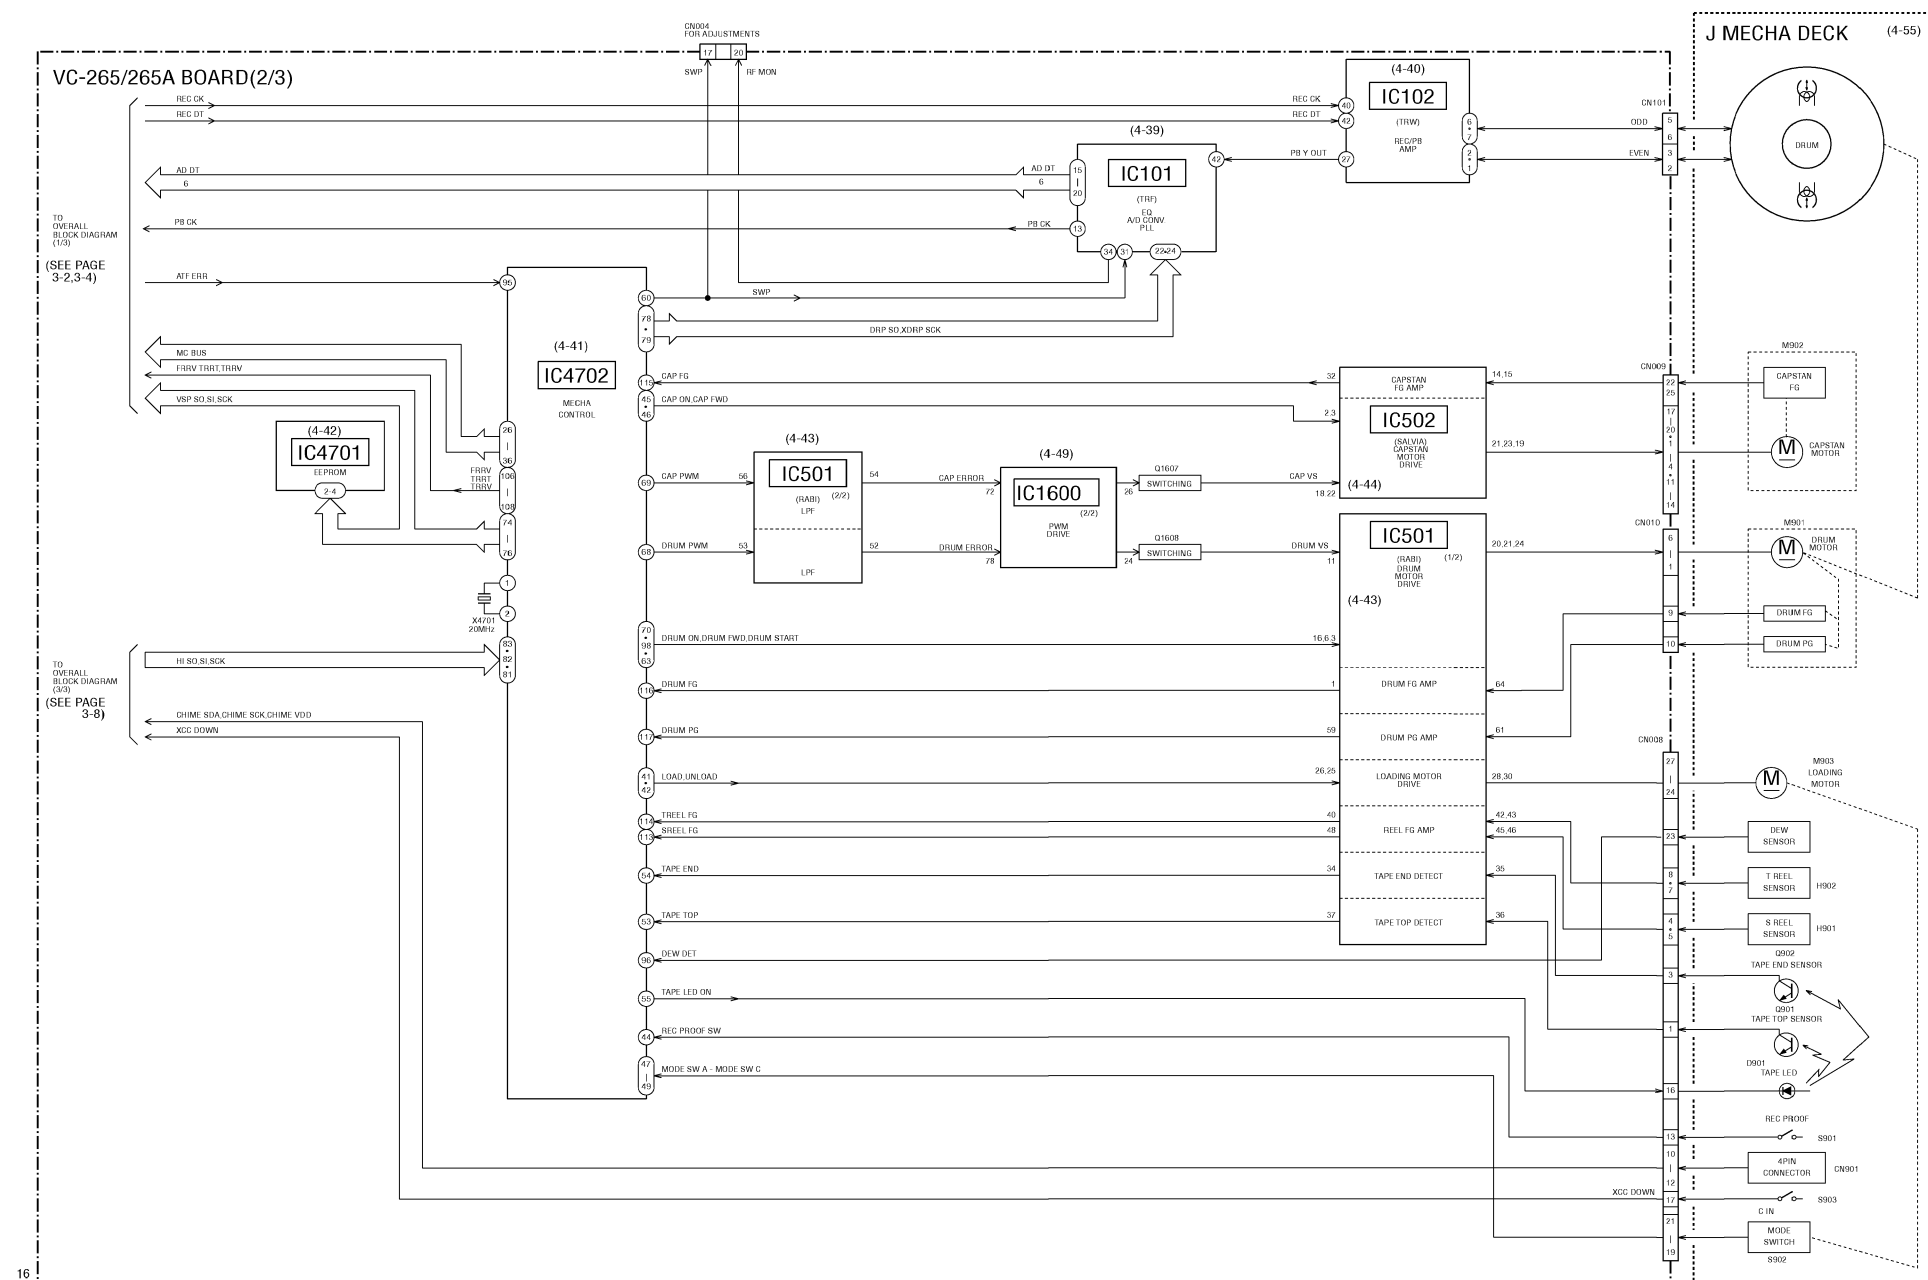 CN004
FOR ADJUSTMENTS
17 20
SWP
RF MON
J MECHA DECK (4-55)
VC-265/265A BOARD(2/3)
REC CK
REC DT
REC CK
REC DT
40
42
(4-40)
IC102
(TRW)
REC/PB
AMP
6
7
2
1
27
CN101
ODD
EVEN
5
6
3
2
DRUM
PB Y OUT
(4-39)
42
15
20
IC101
(TRF)
EQ
A/D CONV
PLL
13
34
31
22 24
AD DT
6
AD DT
6
PB CK
PB CK
TO
OVERALL
BLOCK DIAGRAM
(1/3)
(SEE PAGE
3-2,3-4)
ATF ERR
95
60
SWP
78
79
DRP SO,XDRP SCK
(4-41)
IC4702
MECHA
CONTROL
MC BUS
FRRV TRRT,TRRV
VSP SO,SI,SCK
(4-42)
IC4701
EEPROM
2-4
26
36
FRRV
TRRT
TRRV
106
108
74
76
1
2
X4701
20MHz
83
82
81
115
CAP FG
45
46
CAP ON,CAP FWD
69
CAP PWM
68
DRUM PWM
56
53
(4-43)
IC501
(RABI) (2/2)
LPF
LPF
54
52
CAP ERROR
72
DRUM ERROR
78
(4-49)
IC1600
(2/2)
PWM
DRIVE
26
24
Q1607
SWITCHING
Q1608
SWITCHING
CAP VS
18.22
DRUM VS
11
32
2,3
CAPSTAN
FG AMP
IC502
(SALVIA)
CAPSTAN
MOTOR
DRIVE
(4-44)
14,15
21,23,19
CN009
22
25
17
20
1
4
11
14
M902
CAPSTAN
FG
M
CAPSTAN
MOTOR
IC501
(RABI) (1/2)
DRUM
MOTOR
DRIVE
(4-43)
20,21,24
CN010
6
1
9
10
M901
M
DRUM
MOTOR
DRUM FG
DRUM PG
TO
OVERALL
BLOCK DIAGRAM
(3/3)
(SEE PAGE
3-8)
HI SO,SI,SCK
CHIME SDA,CHIME SCK,CHIME VDD
XCC DOWN
70
98
63
DRUM ON,DRUM FWD,DRUM START
16,6,3
116
DRUM FG
1
DRUM FG AMP
64
117
DRUM PG
59
DRUM PG AMP
61
41
42
LOAD,UNLOAD
26,25
LOADING MOTOR
DRIVE
28,30
114
TREEL FG
40
42,43
113
SREEL FG
48
REEL FG AMP
45,46
54
TAPE END
34
TAPE END DETECT
35
53
TAPE TOP
37
TAPE TOP DETECT
36
96
DEW DET
55
TAPE LED ON
44
REC PROOF SW
47
49
MODE SW A - MODE SW C
CN008
27
24
23
8
7
4
5
3
1
16
13
10
12
17
21
19
XCC DOWN
M
M903
LOADING
MOTOR
DEW
SENSOR
T REEL
SENSOR
H902
S REEL
SENSOR
H901
Q902
TAPE END SENSOR
Q901
TAPE TOP SENSOR
D901
TAPE LED
REC PROOF
S901
4PIN
CONNECTOR
CN901
S903
C IN
MODE
SWITCH
S902
16